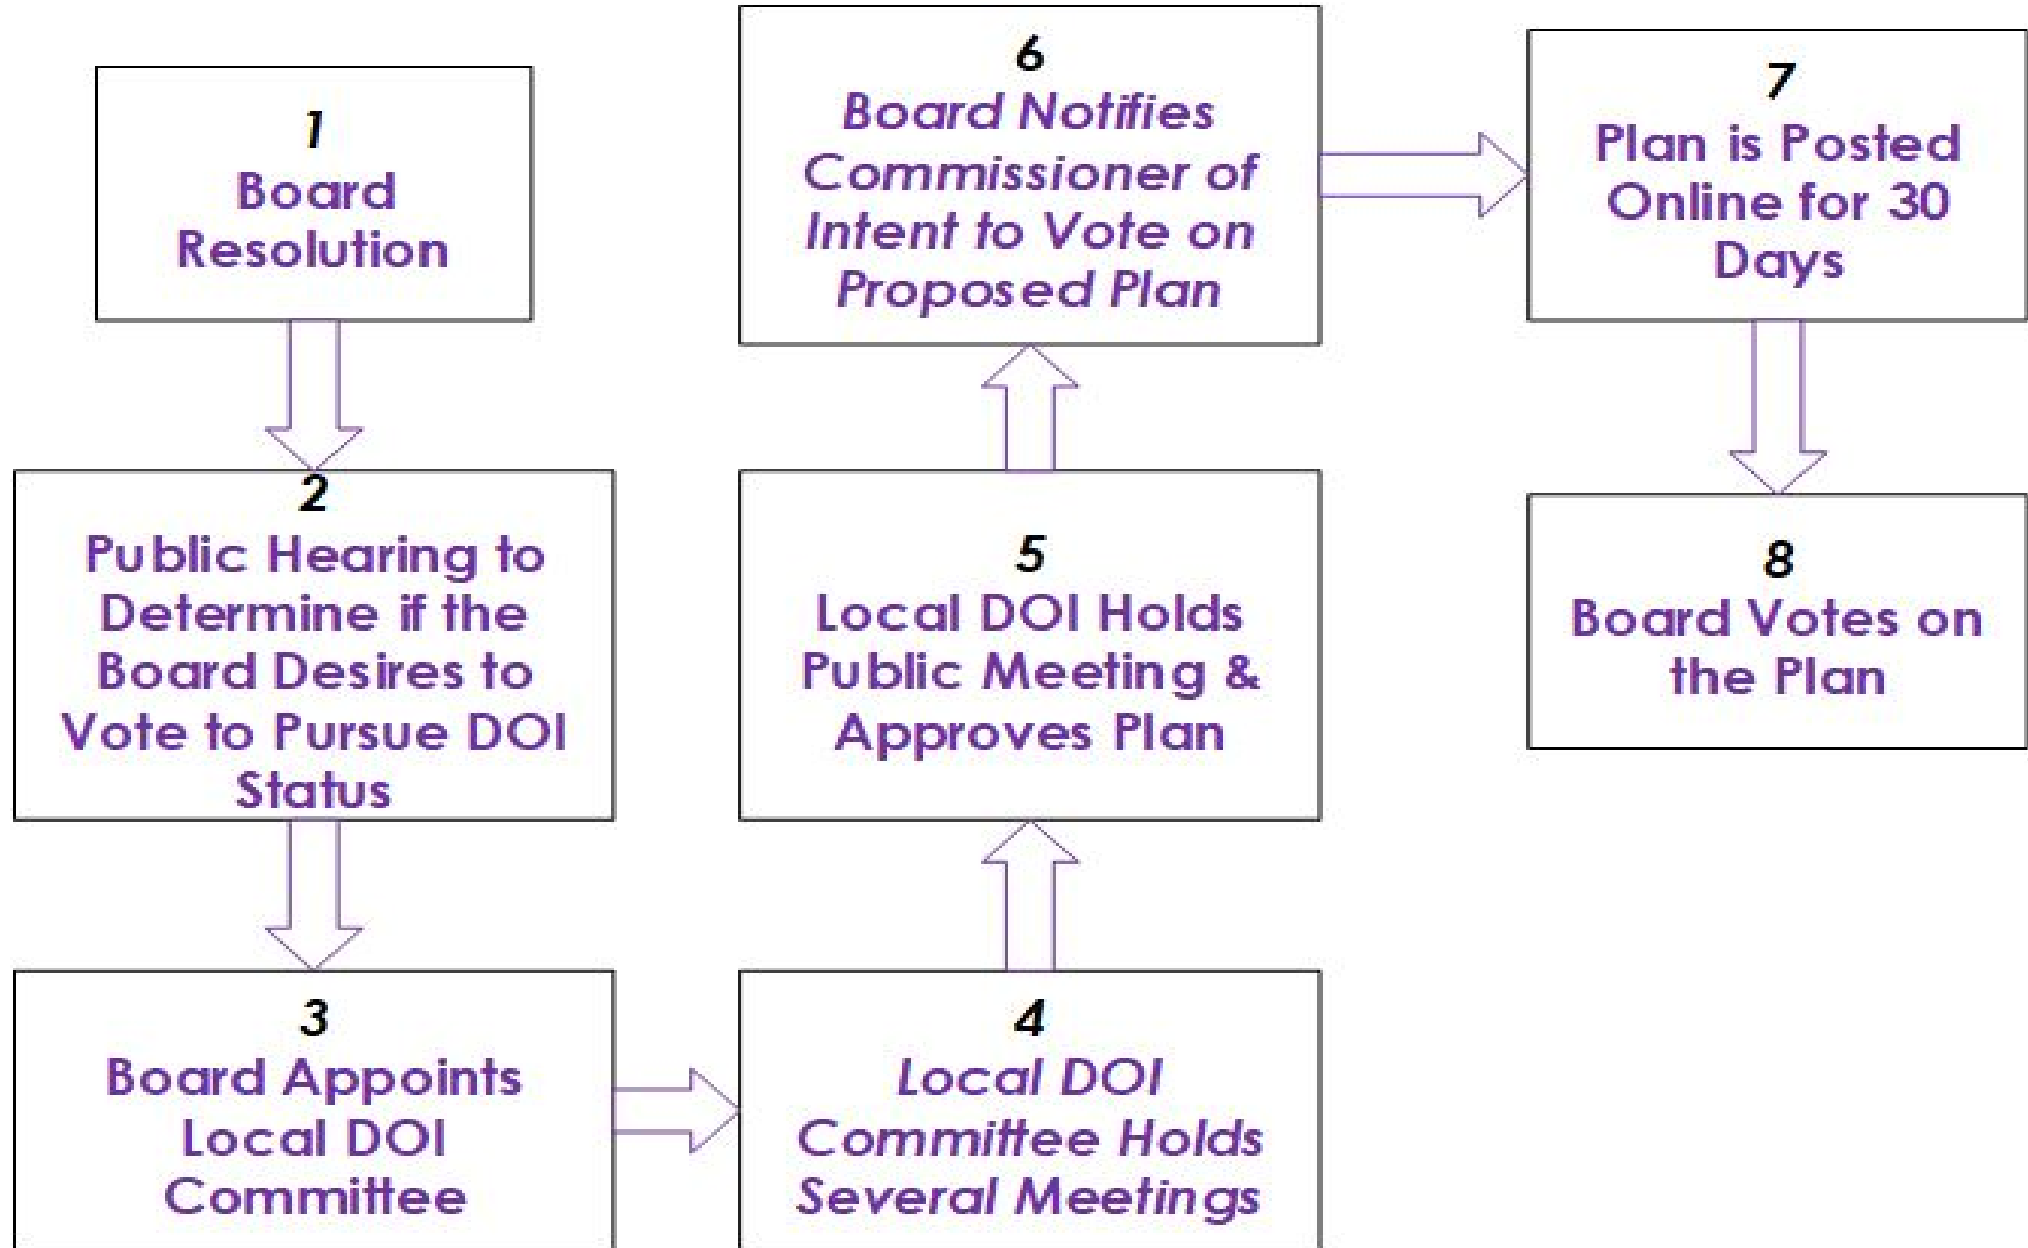 1
Board
Resolution
2
Public Hearing to
Determine if the
Board Desires to
Vote to Pursue DOI
Status
3
Board Appoints
Local DOI
Committee
4
Local DOI
Committee Holds
Several Meetings
5
Local DOI Holds
Public Meeting &
Approves Plan
6
Board Notifies
Commissioner of
Intent to Vote on
Proposed Plan
7
Plan is Posted
Online for 30
Days
8
Board Votes on
the Plan